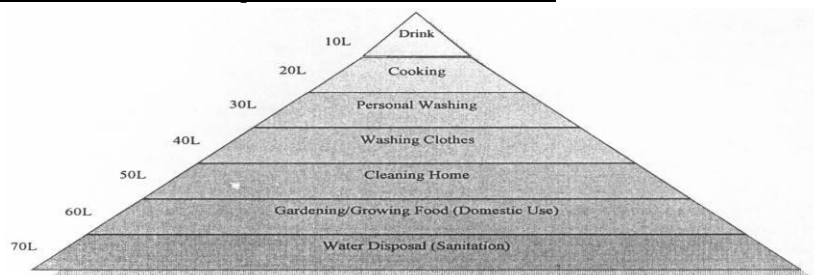 Drink
10L
20L
Cooking
30L
Personal Washing
40L
Washing Clothes
50L
Cleaning Home
60L
Gardening/Growing Food (Domestic Use)
70L
Water Disposal (Sanitation)